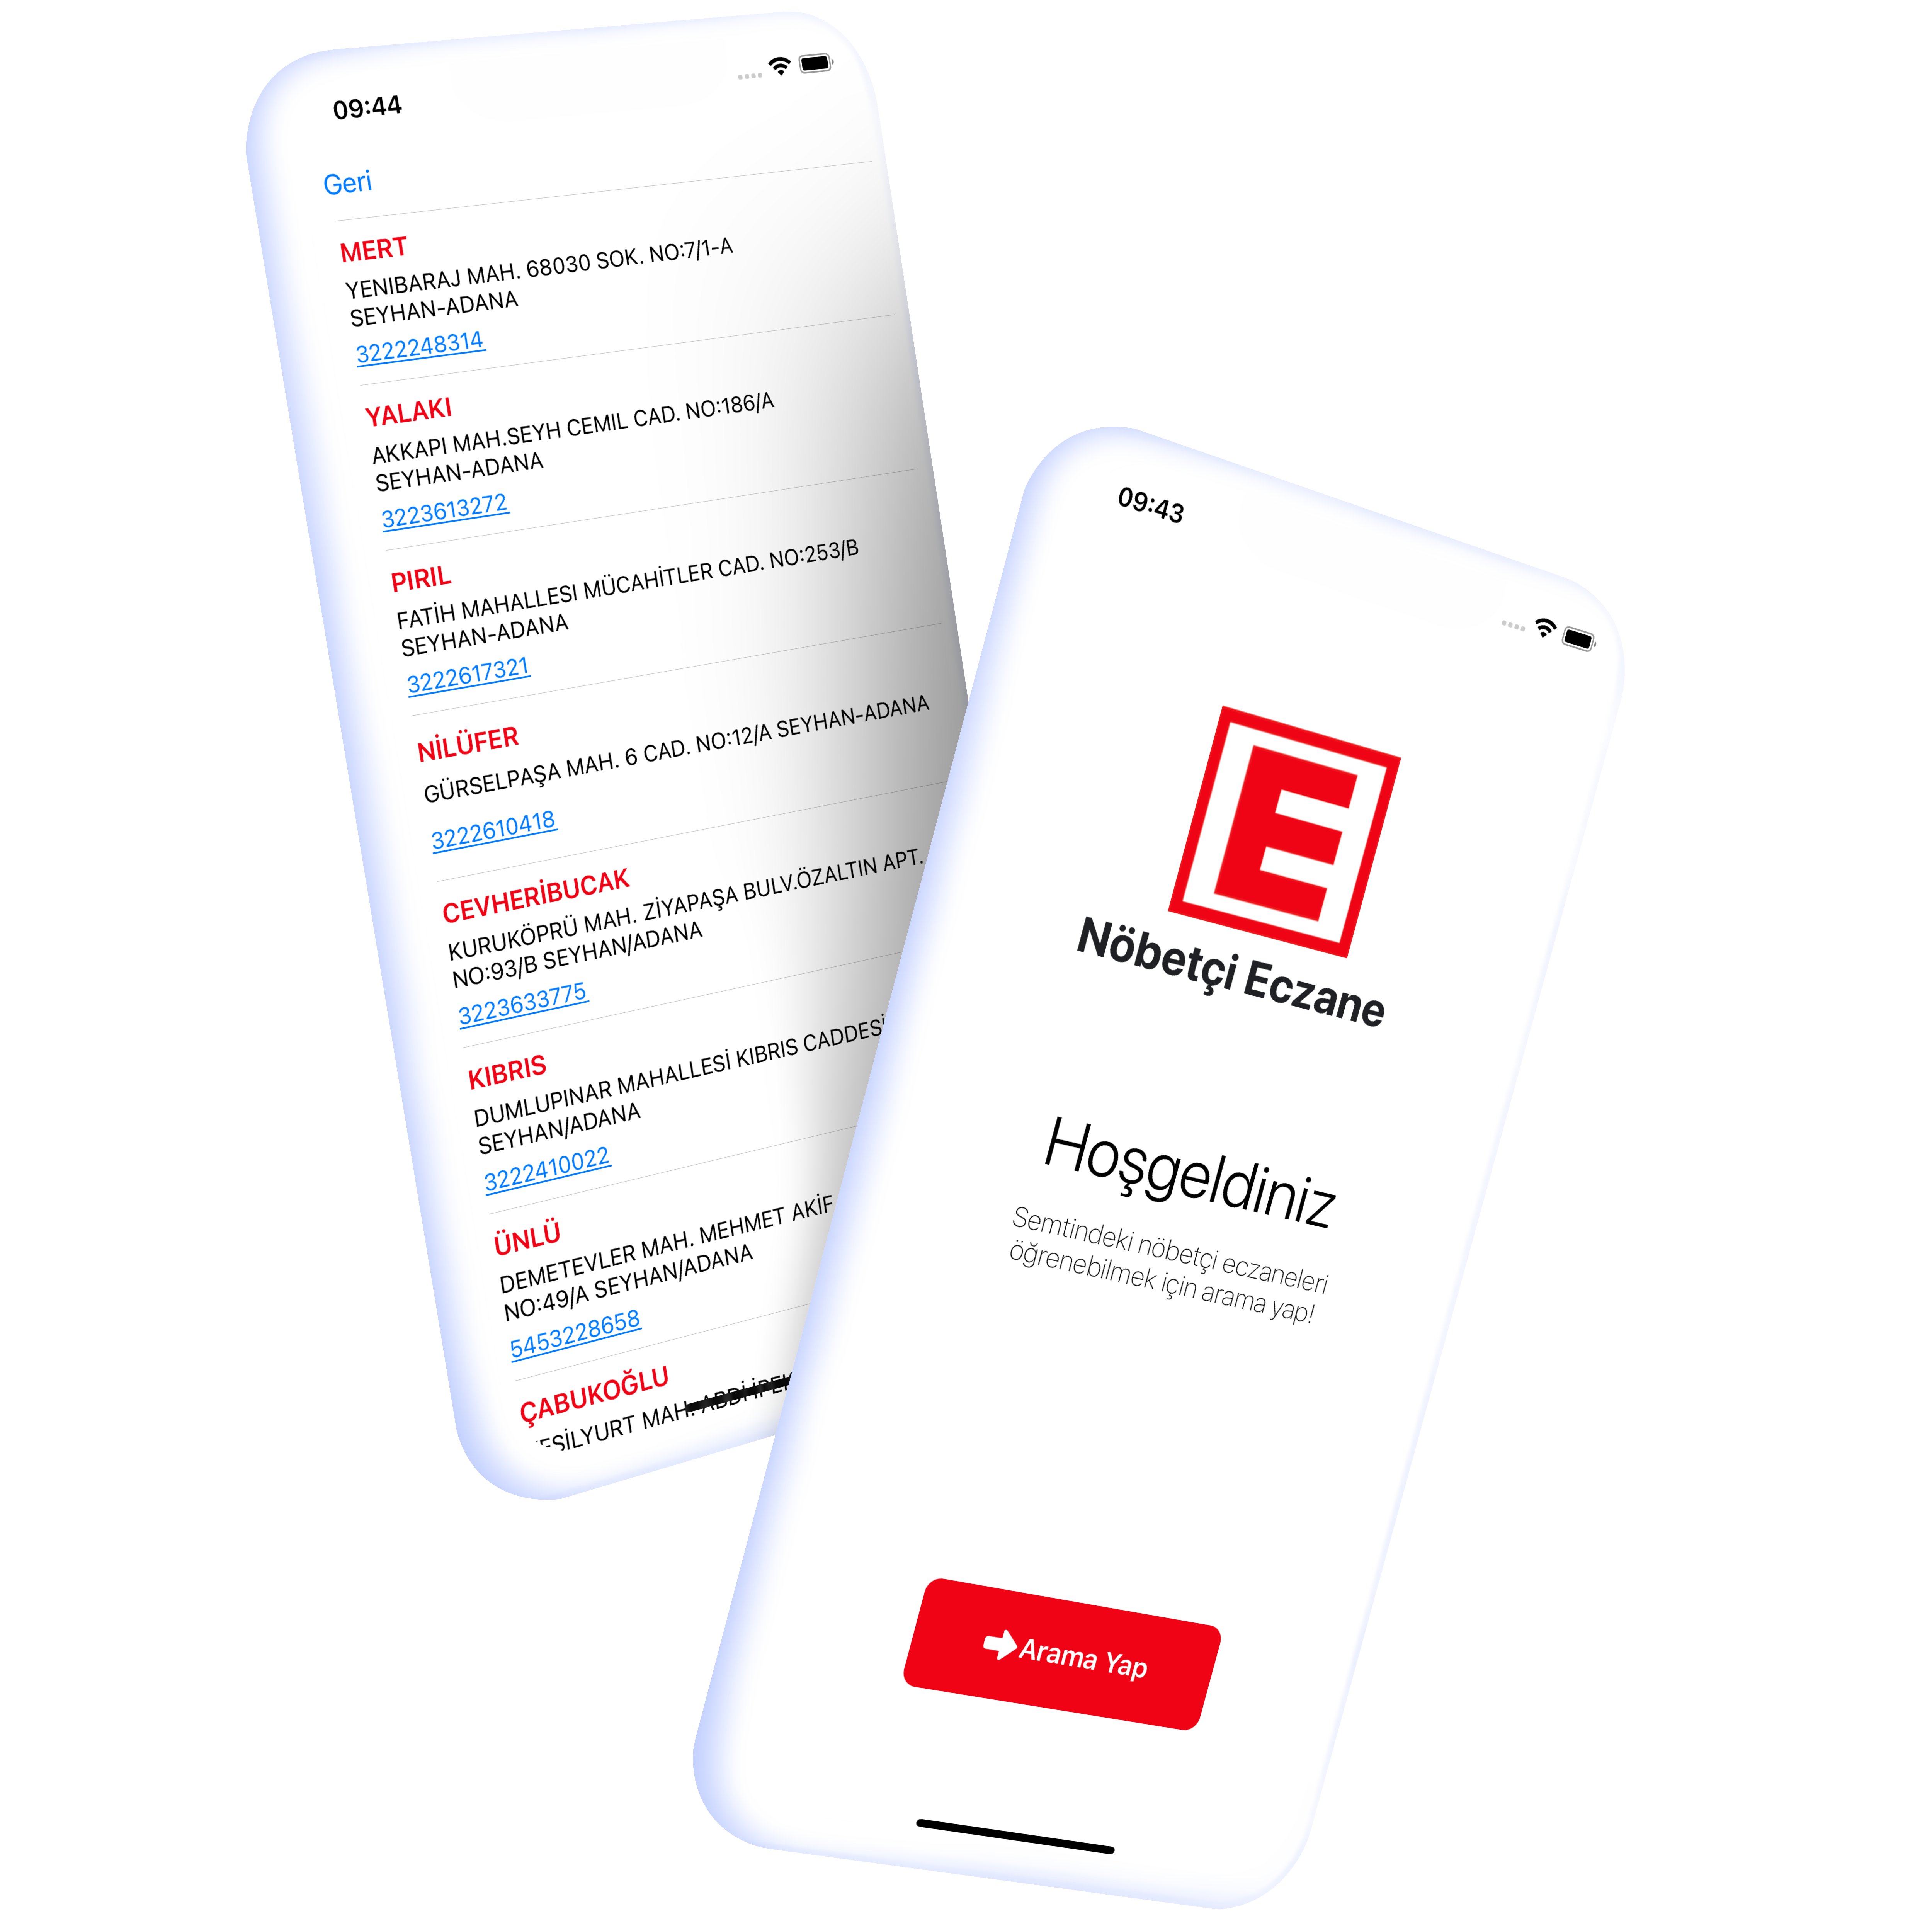 09:44
Geri
MERT
YENIBARAJ MAH. 68030 SOK. NO:7/1-A
SEYHAN-ADANA
3222248314
YALAKI
AKKAPI MAH.SEYH CEMIL CAD. NO:186/A
SEYHAN-ADANA
3223613272
PIRIL
FATİH MAHALLESI MÜCAHİTLER CAD. NO:253/B
SEYHAN-ADANA
3222617321
NİLÜFER
GÜRSELPAŞA MAH. 6 CAD. NO:12/A SEYHAN-ADANA
3222610418
CEVHERİBUCAK
KURUKÖPRÜ MAH. ZİYAPAŞA BULV.ÖZALTIN APT.
NO:93/B SEYHAN/ADANA
3223633775
KIBRIS
DUMLUPINAR MAHALLESİ KIBRIS CADDESİ
SEYHAN/ADANA
3222410022
ÜNLÜ
DEMETEVLER MAH. MEHMET AKİF
NO:49/A SEYHAN/ADANA
5453228658
ÇABUKOĞLU
MAH. ABDİ
09:43
E
Nöbetçi Eczane
Hoşgeldiniz
Semtindeki nöbetçi eczaneleri
öğrenebilmek için arama yap!
Arama Yap